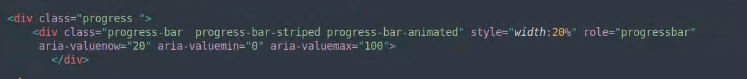 <div class="progress ">
<div class="progress-bar  progress-bar-striped progress-bar-animated" style="width:20%" role="progressbar"
aria-valuenow="20" aria-valuemin="0" aria-valuemax="100">
</div>